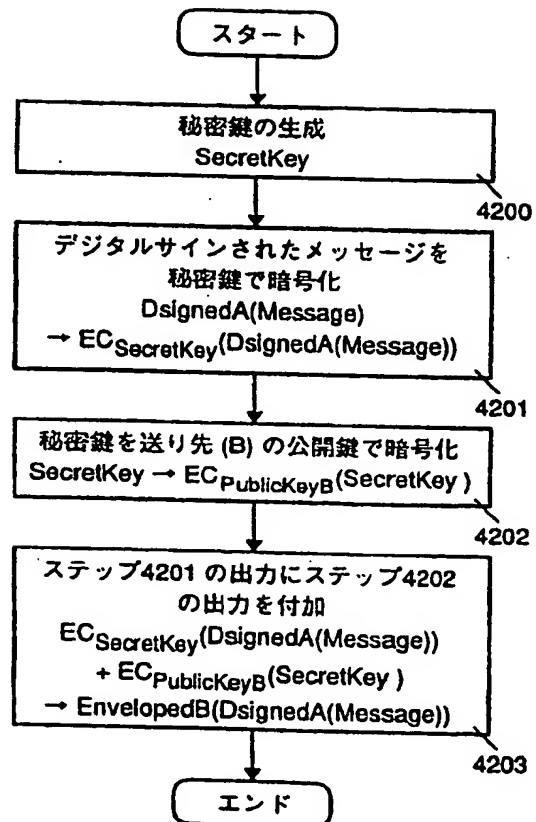 スタート
秘密鍵の生成
SecretKey
4200
デジタルサインされたメッセージを
秘密鍵で暗号化
DsignedA(Message)
→ ECSecretKey(DsignedA(Message))
4201
秘密鍵を送り先 (B) の公開鍵で暗号化
SecretKey → ECPublicKeyB(SecretKey)
4202
ステップ4201 の出力にステップ4202
の出力を付加
ECSecretKey(DsignedA(Message))
+ ECPublicKeyB(SecretKey)
→ EnvelopedB(DsignedA(Message))
4203
エンド